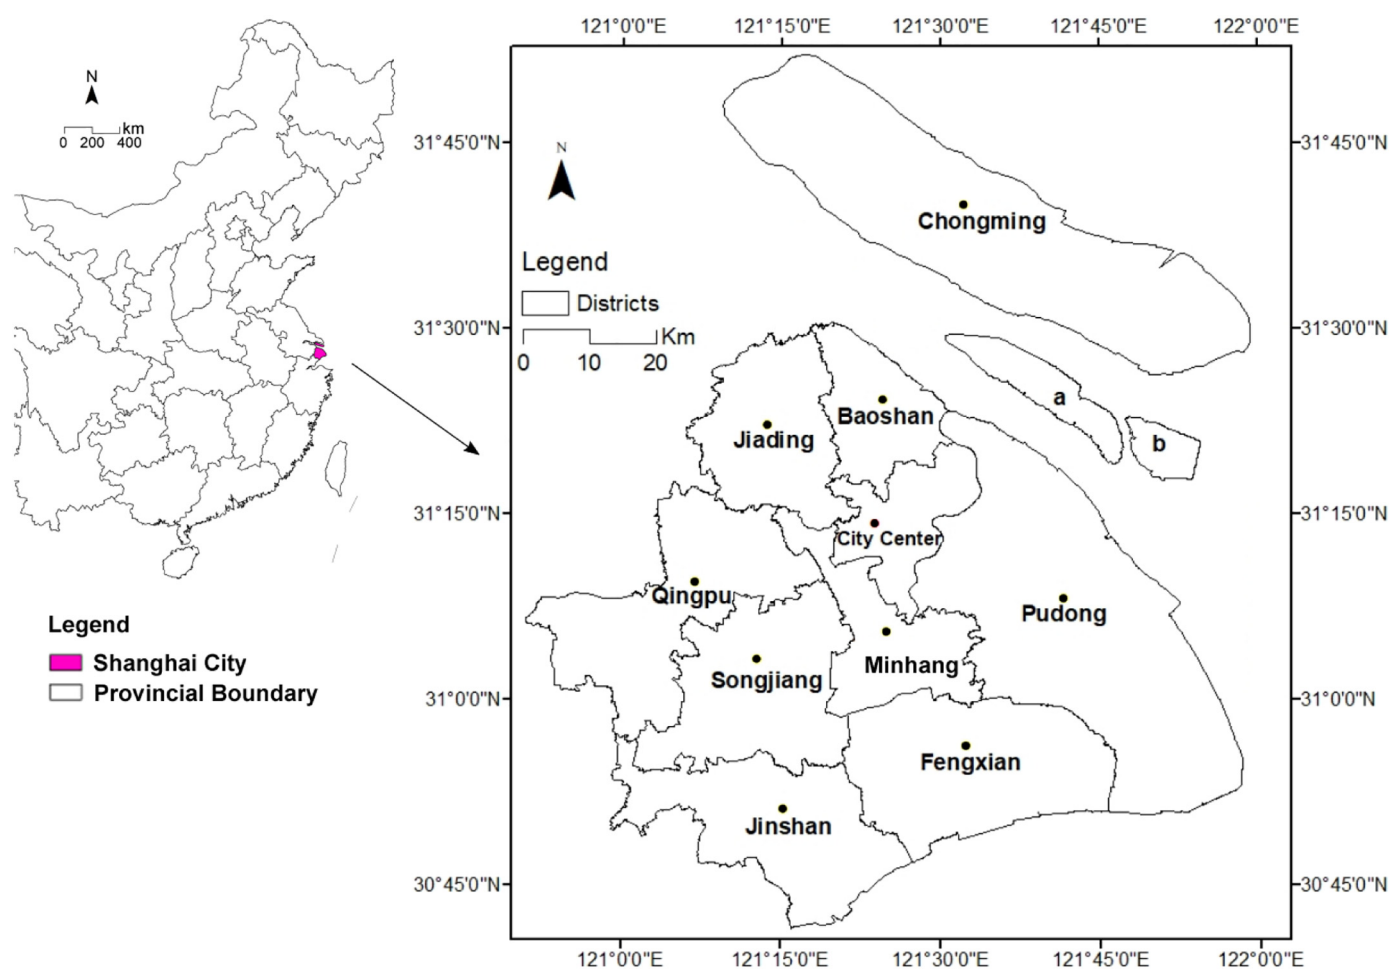 121°0'0"E 121°15'0"E 121°30'0"E 121°45'0"E 122°0'0"E
N
km
0 200 400
31°45'0"N 31°45'0"N
N
Chongming
Legend
Districts
31°30'0"N 31°30'0"N
Km
0 10 20
a
Baoshan
Jiading
b
31°15'0"N 31°15'0"N
City Center
Qingpu
Pudong
Legend
Shanghai City
Minhang
Songjiang
Provincial Boundary
31°0'0"N 31°0'0"N
Fengxian
Jinshan
30°45'0"N 30°45'0"N
121°0'0"E 121°15'0"E 121°30'0"E 121°45'0"E 122°0'0"E